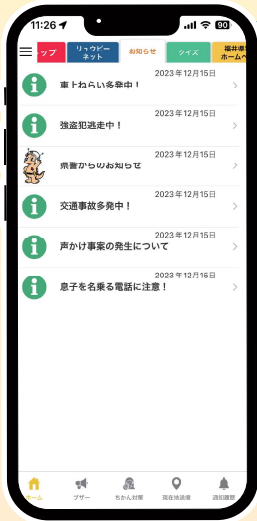 11:26
90
トップ
リュウピー
ネット
お知らせ
クイズ
福井県警
ホームペ
2023年12月15日
車上ねらい多発中！
2023年12月15日
強盗犯逃走中！
2023年12月15日
県警からのお知らせ
2023年12月15日
交通事故多発中！
2023年12月15日
声かけ事案の発生について
2023年12月16日
息子を名乗る電話に注意！
ホーム
ブザー
ちかん対策
現在地送信
通知履歴